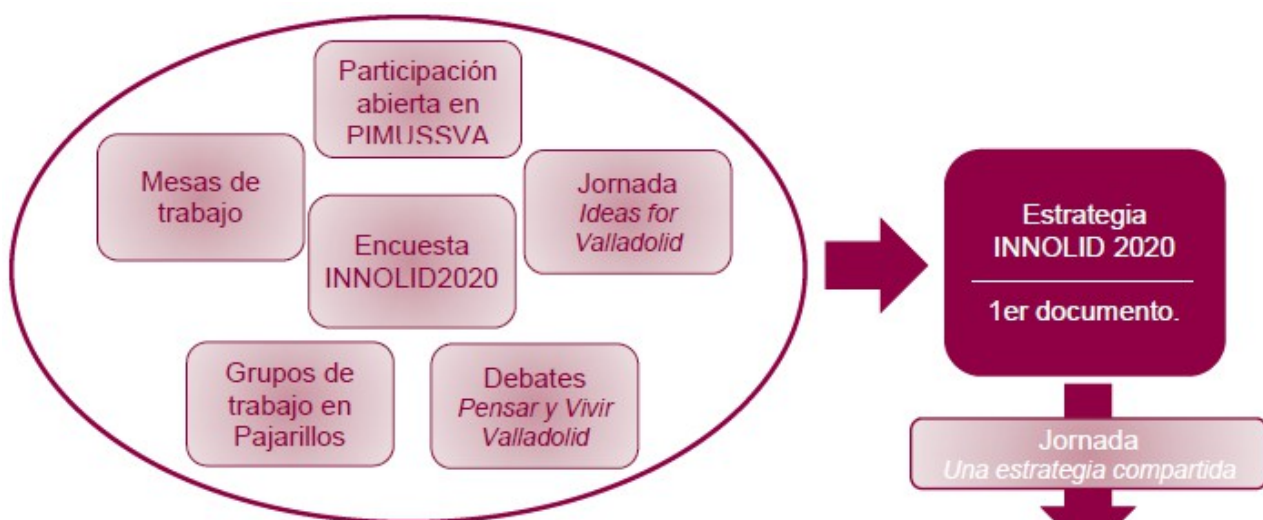 Participación
abierta en
PIMUSSVA
Mesas de
trabajo
Jornada
Ideas for
Valladolid
Encuesta
INNOLID2020
Grupos de
trabajo en
Pajarillos
Debates
Pensar y Vivir
Valladolid
Estrategia
INNOLID 2020
1er documento.
Jornada
Una estrategia compartida